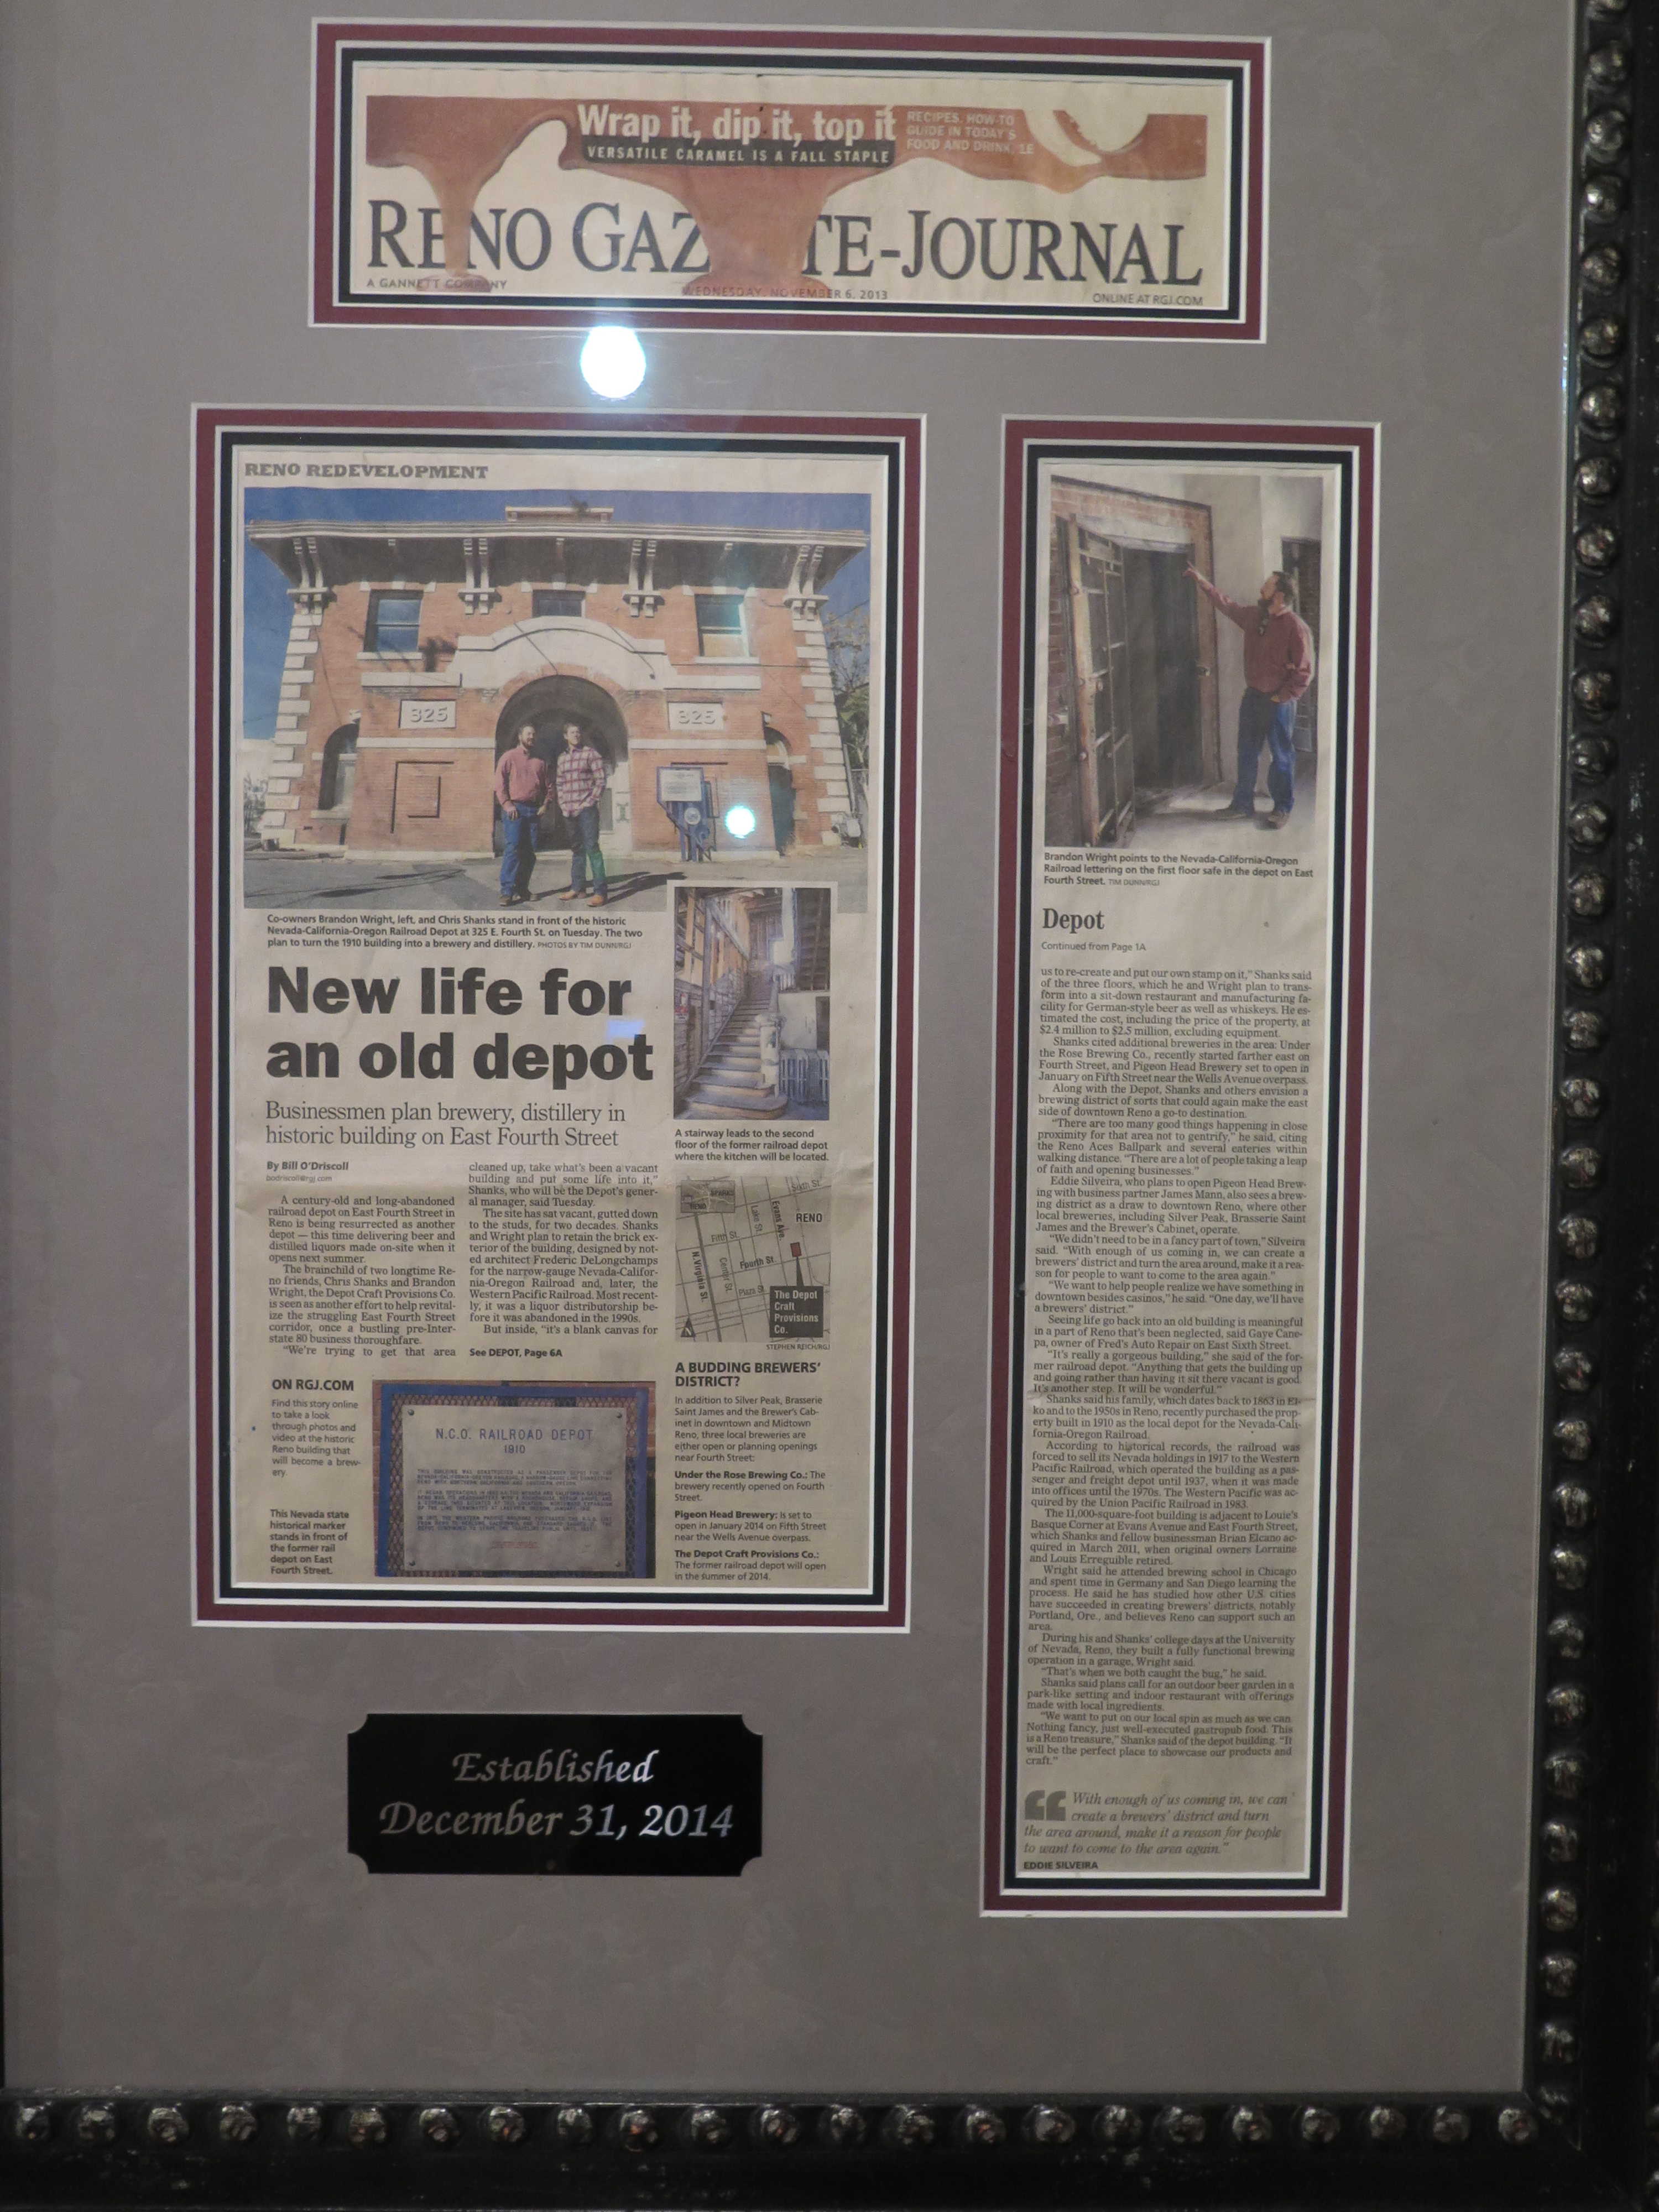 Wrap it, dip it, top it
VERSATILE CARAMEL IS A FALL STAPLE
RECIPES, HOW-TO
GUIDE IN TODAY'S
FOOD AND DRINK, 1E
RENO GAZ TE-JOURNAL
A GANNETT COMPANY
WEDNESDAY, NOVEMBER 6, 2013
ONLINE AT RGJ.COM
RENO REDEVELOPMENT
325
325
Co-owners Brandon Wright, left, and Chris Shanks stand in front of the historic
Nevada-California-Oregon Railroad Depot at 325 E. Fourth St. on Tuesday. The two
plan to turn the 1910 building into a brewery and distillery. PHOTOS BY TIM DUNN/RGJ
New life for
an old depot
Businessmen plan brewery, distillery in
historic building on East Fourth Street
By Bill O'Driscoll
bodriscoll@rgj.com
A century-old and long-abandoned
railroad depot on East Fourth Street in
Reno is being resurrected as another
depot — this time delivering beer and
distilled liquors made on-site when it
opens next summer.
The brainchild of two longtime Re-
no friends, Chris Shanks and Brandon
Wright, the Depot Craft Provisions Co.
is seen as another effort to help revital-
ize the struggling East Fourth Street
corridor, once a bustling pre-Inter-
state 80 business thoroughfare.
"We're trying to get that area
cleaned up, take what's been a vacant
building and put some life into it,"
Shanks, who will be the Depot's gener-
al manager, said Tuesday.
The site has sat vacant, gutted down
to the studs, for two decades. Shanks
and Wright plan to retain the brick ex-
terior of the building, designed by not-
ed architect Frederic DeLongchamps
for the narrow-gauge Nevada-Califor-
nia-Oregon Railroad and, later, the
Western Pacific Railroad. Most recent-
ly, it was a liquor distributorship be-
fore it was abandoned in the 1990s.
But inside, "it's a blank canvas for
See DEPOT, Page 6A
A stairway leads to the second
floor of the former railroad depot
where the kitchen will be located.
Sixth St.
RENO
Evans Ave.
Lake St.
Fifth St.
Fourth St.
N. Virginia St.
Center St.
Plaza St.
The Depot
Craft
Provisions
Co.
STEPHEN REICH/RGJ
ON RGJ.COM
Find this story online
to take a look
through photos and
video at the historic
Reno building that
will become a brew-
ery.
This Nevada state
historical marker
stands in front of
the former rail
depot on East
Fourth Street.
N.C.O. RAILROAD DEPOT
1910
A BUDDING BREWERS'
DISTRICT?
In addition to Silver Peak, Brasserie
Saint James and the Brewer's Cab-
inet in downtown and Midtown
Reno, three local breweries are
either open or planning openings
near Fourth Street:
Under the Rose Brewing Co.: The
brewery recently opened on Fourth
Street.
Pigeon Head Brewery: is set to
open in January 2014 on Fifth Street
near the Wells Avenue overpass.
The Depot Craft Provisions Co.:
The former railroad depot will open
in the summer of 2014.
Brandon Wright points to the Nevada-California-Oregon
Railroad lettering on the first floor safe in the depot on East
Fourth Street. TIM DUNN/RGJ
Depot
Continued from Page 1A
us to re-create and put our own stamp on it," Shanks said
of the three floors, which he and Wright plan to trans-
form into a sit-down restaurant and manufacturing fa-
cility for German-style beer as well as whiskeys. He es-
timated the cost, including the price of the property, at
$2.4 million to $2.5 million, excluding equipment.
Shanks cited additional breweries in the area: Under
the Rose Brewing Co., recently started farther east on
Fourth Street, and Pigeon Head Brewery set to open in
January on Fifth Street near the Wells Avenue overpass.
Along with the Depot, Shanks and others envision a
brewing district of sorts that could again make the east
side of downtown Reno a go-to destination.
"There are too many good things happening in close
proximity for that area not to gentrify," he said, citing
the Reno Aces Ballpark and several eateries within
walking distance. "There are a lot of people taking a leap
of faith and opening businesses."
Eddie Silveira, who plans to open Pigeon Head Brew-
ing with business partner James Mann, also sees a brew-
ing district as a draw to downtown Reno, where other
local breweries, including Silver Peak, Brasserie Saint
James and the Brewer's Cabinet, operate.
"We didn't need to be in a fancy part of town," Silveira
said. "With enough of us coming in, we can create a
brewers' district and turn the area around, make it a rea-
son for people to want to come to the area again."
"We want to help people realize we have something in
downtown besides casinos," he said. "One day, we'll have
a brewers' district."
Seeing life go back into an old building is meaningful
in a part of Reno that's been neglected, said Gaye Cane-
pa, owner of Fred's Auto Repair on East Sixth Street.
"It's really a gorgeous building," she said of the for-
mer railroad depot. "Anything that gets the building up
and going rather than having it sit there vacant is good.
It's another step. It will be wonderful."
Shanks said his family, which dates back to 1863 in El-
ko and to the 1950s in Reno, recently purchased the prop-
erty built in 1910 as the local depot for the Nevada-Cali-
fornia-Oregon Railroad.
According to historical records, the railroad was
forced to sell its Nevada holdings in 1917 to the Western
Pacific Railroad, which operated the building as a pas-
senger and freight depot until 1937, when it was made
into offices until the 1970s. The Western Pacific was ac-
quired by the Union Pacific Railroad in 1983.
The 11,000-square-foot building is adjacent to Louie's
Basque Corner at Evans Avenue and East Fourth Street,
which Shanks and fellow businessman Brian Elcano ac-
quired in March 2011, when original owners Lorraine
and Louis Erreguible retired.
Wright said he attended brewing school in Chicago
and spent time in Germany and San Diego learning the
process. He said he has studied how other U.S. cities
have succeeded in creating brewers' districts, notably
Portland, Ore., and believes Reno can support such an
area.
During his and Shanks' college days at the University
of Nevada, Reno, they built a fully functional brewing
operation in a garage, Wright said.
"That's when we both caught the bug," he said.
Shanks said plans call for an outdoor beer garden in a
park-like setting and indoor restaurant with offerings
made with local ingredients.
"We want to put on our local spin as much as we can.
Nothing fancy, just well-executed gastropub food. This
is a Reno treasure," Shanks said of the depot building. "It
will be the perfect place to showcase our products and
craft."
“ With enough of us coming in, we can
create a brewers' district and turn
the area around, make it a reason for people
to want to come to the area again."
EDDIE SILVEIRA
Established
December 31, 2014